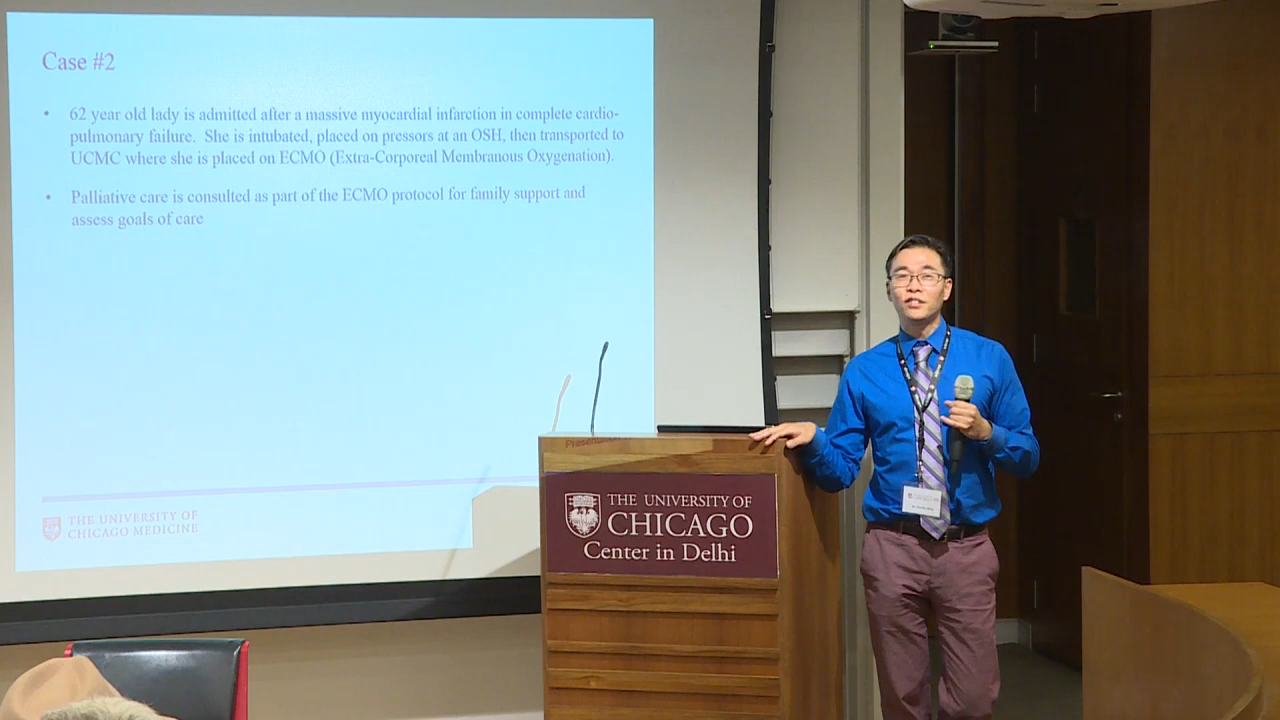 Case #2
• 62 year old lady is admitted after a massive myocardial infarction in complete cardio-
pulmonary failure. She is intubated, placed on pressors at an OSH, then transported to
UCMC where she is placed on ECMO (Extra-Corporeal Membranous Oxygenation).
• Palliative care is consulted as part of the ECMO protocol for family support and
assess goals of care
THE UNIVERSITY OF
CHICAGO MEDICINE
THE UNIVERSITY OF
CHICAGO
Center in Delhi